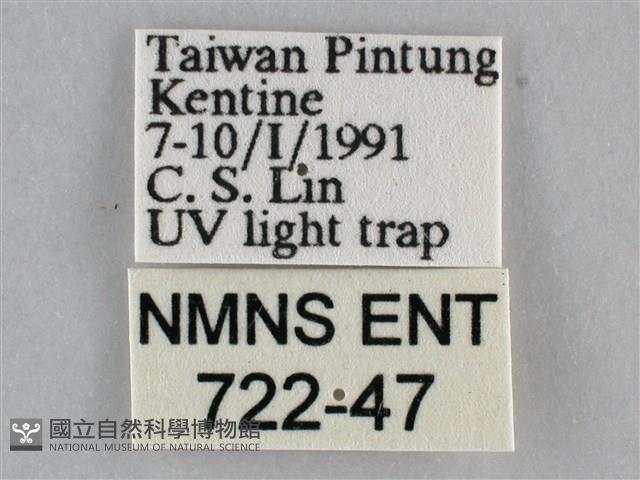 Taiwan Pintung
Kentine
7-10/I/1991
C. S. Lin
UV light trap
NMNS ENT
722-47
國立自然科學博物館
NATIONAL MUSEUM OF NATURAL SCIENCE